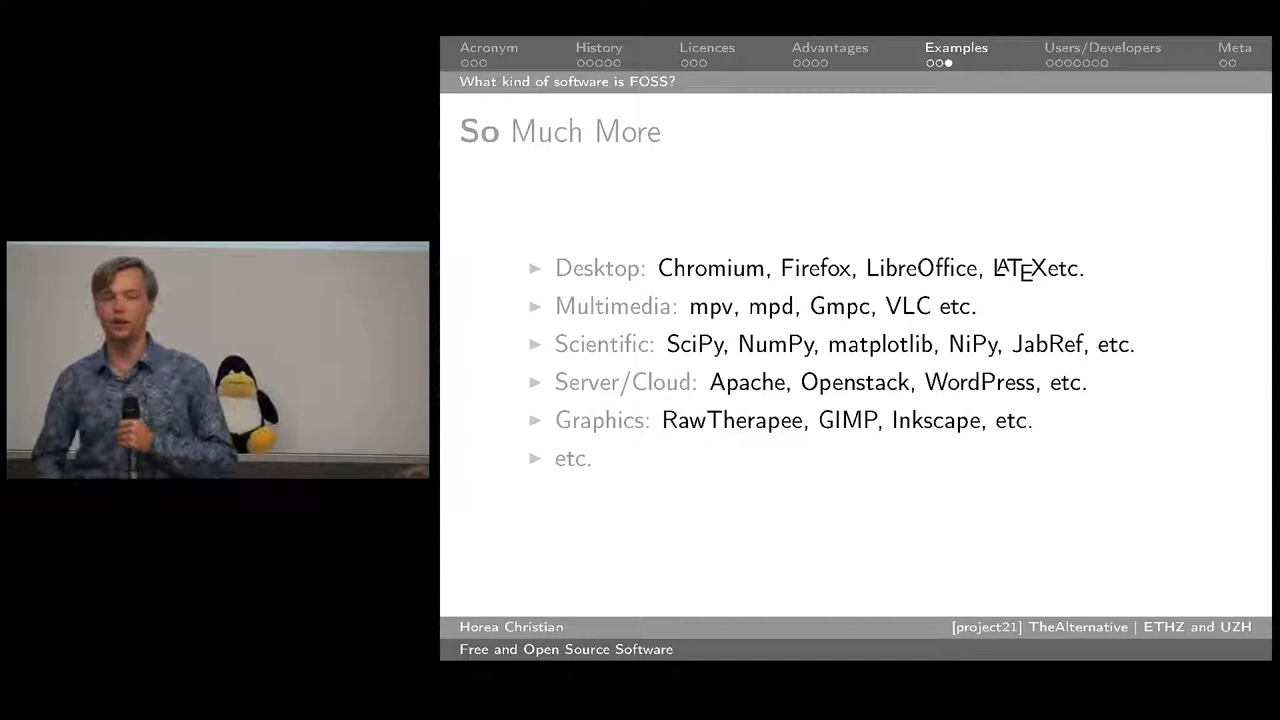 Acronym History Licences Advantages Examples Users/Developers Meta
What kind of software is FOSS?
So Much More
Desktop: Chromium, Firefox, LibreOffice, LATEXetc.
Multimedia: mpv, mpd, Gmpc, VLC etc.
Scientific: SciPy, NumPy, matplotlib, NiPy, JabRef, etc.
Server/Cloud: Apache, Openstack, WordPress, etc.
Graphics: RawTherapee, GIMP, Inkscape, etc.
etc.
Horea Christian [project21] TheAlternative | ETHZ and UZH
Free and Open Source Software